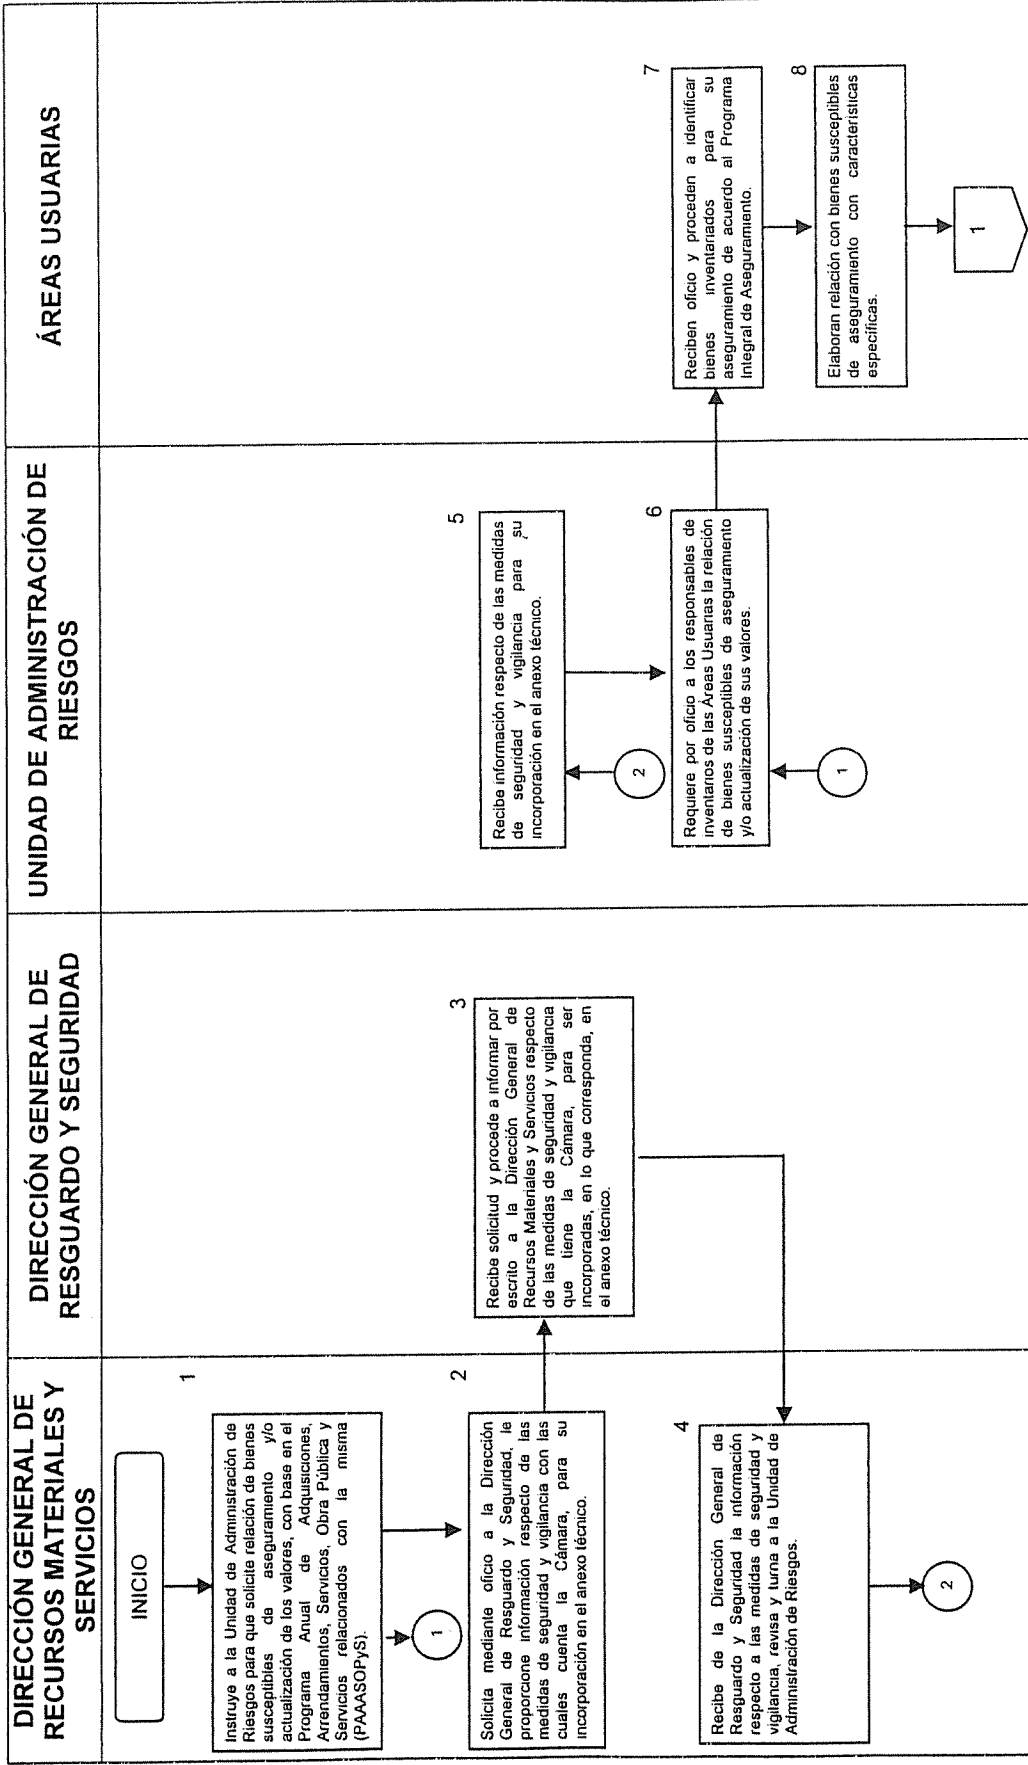 DIRECCIÓN GENERAL DE
RECURSOS MATERIALES Y
SERVICIOS
DIRECCIÓN GENERAL DE
RESGUARDO Y SEGURIDAD
UNIDAD DE ADMINISTRACIÓN DE
RIESGOS
ÁREAS USUARIAS
INICIO
1
Instruye a la Unidad de Administración de
Riesgos para que solicite relación de bienes
susceptibles de aseguramiento y/o
actualización de los valores, con base en el
Programa Anual de Adquisiciones,
Arrendamientos, Servicios, Obra Pública y
Servicios relacionados con la misma
(PAAASOPyS).
1
2
Solicita mediante oficio a la Dirección
General de Resguardo y Seguridad, le
proporcione información respecto de las
medidas de seguridad y vigilancia con las
cuales cuenta la Cámara, para su
incorporación en el anexo técnico.
3
Recibe solicitud y procede a informar por
escrito a la Dirección General de
Recursos Materiales y Servicios respecto
de las medidas de seguridad y vigilancia
que tiene la Cámara, para ser
incorporadas, en lo que corresponda, en
el anexo técnico.
4
Recibe de la Dirección General de
Resguardo y Seguridad la información
respecto a las medidas de seguridad y
vigilancia, revisa y turna a la Unidad de
Administración de Riesgos.
2
5
Recibe información respecto de las medidas
de seguridad y vigilancia para su
incorporación en el anexo técnico.
2
6
Requiere por oficio a los responsables de
inventarios de las Áreas Usuarias la relación
de bienes susceptibles de aseguramiento
y/o actualización de sus valores.
1
7
Reciben oficio y proceden a identificar
bienes inventariados para su
aseguramiento de acuerdo al Programa
Integral de Aseguramiento.
8
Elaboran relación con bienes susceptibles
de aseguramiento con características
específicas.
1